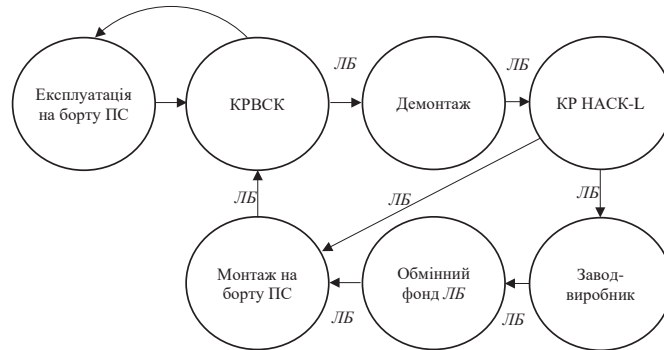 ЛБ
ЛБ
Експлуатація
на борту ПС
КРВСК
Демонтаж
КР НАСК-L
ЛБ
ЛБ
ЛБ
Монтаж на
борту ПС
Обмінний
фонд ЛБ
Завод-
виробник
ЛБ
ЛБ